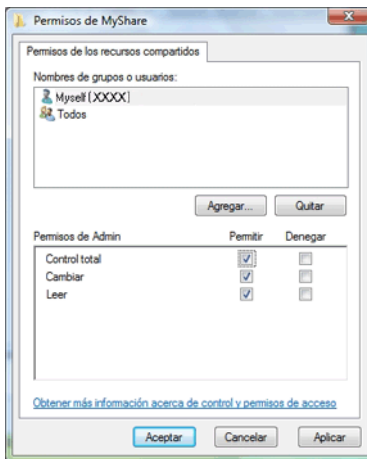 Permisos de MyShare
Permisos de los recursos compartidos
Nombres de grupos o usuarios:
Myself (XXXX]
Todos
Agregar...
Quitar
Permisos de Admin Permitir Denegar
Control total
Cambiar
Leer
Obtener más información acerca de control y permisos de acceso
Aceptar
Cancelar
Aplicar